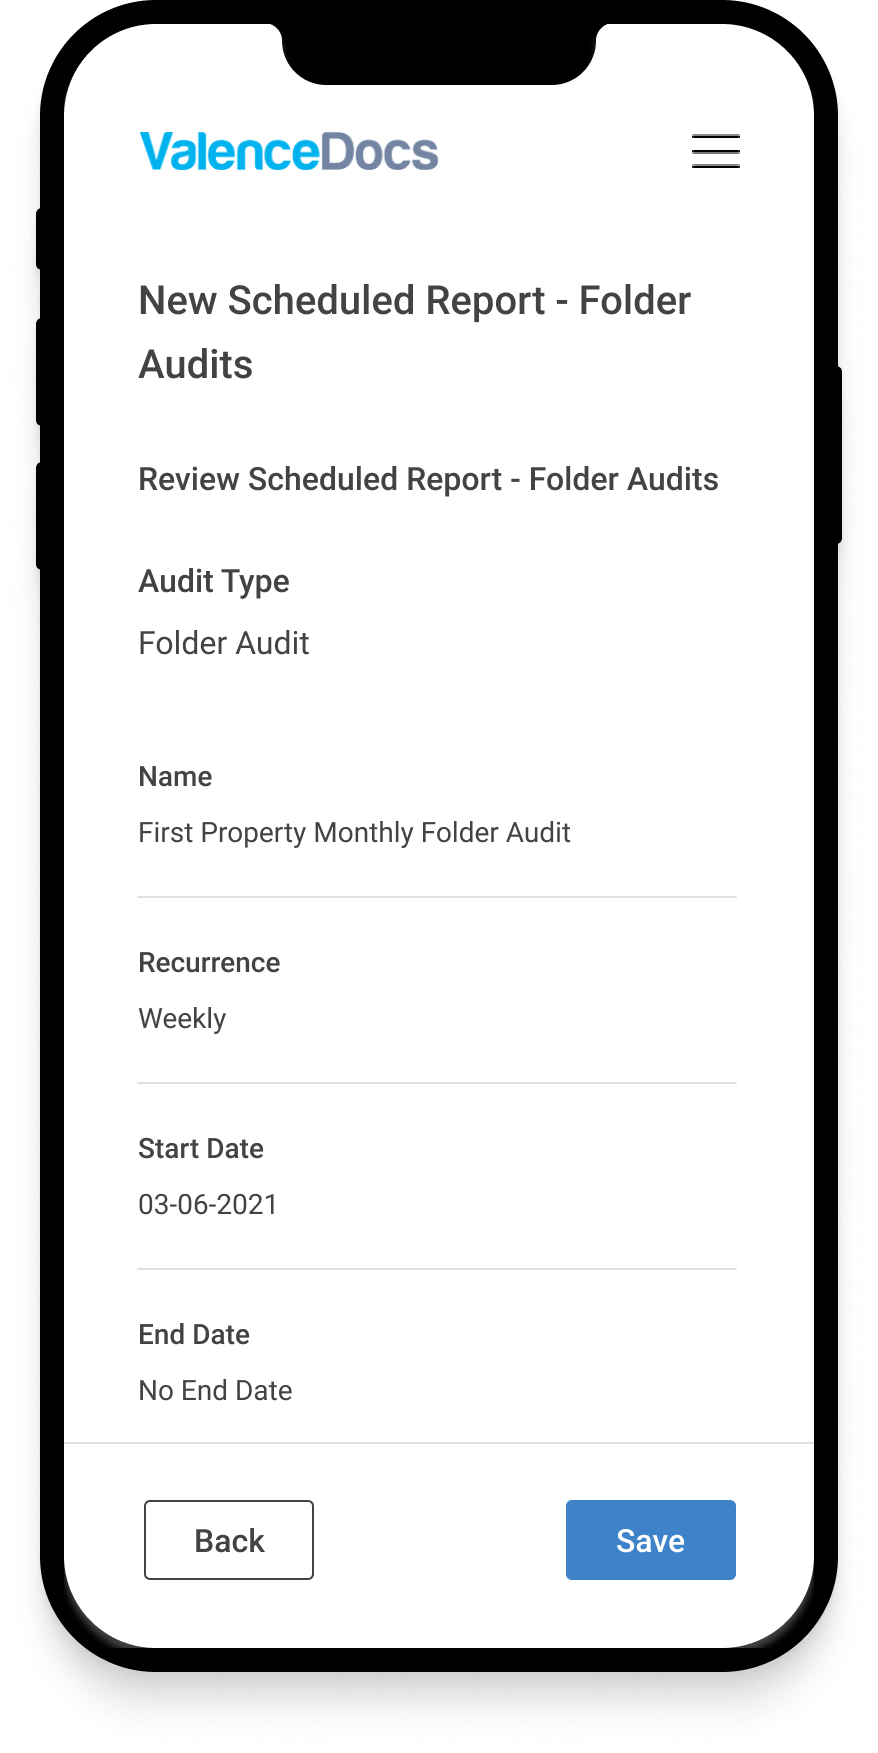 ValenceDocs
New Scheduled Report - Folder
Audits
Review Scheduled Report - Folder Audits
Audit Type
Folder Audit
Name
First Property Monthly Folder Audit
Recurrence
Weekly
Start Date
03-06-2021
End Date
No End Date
Back
Save